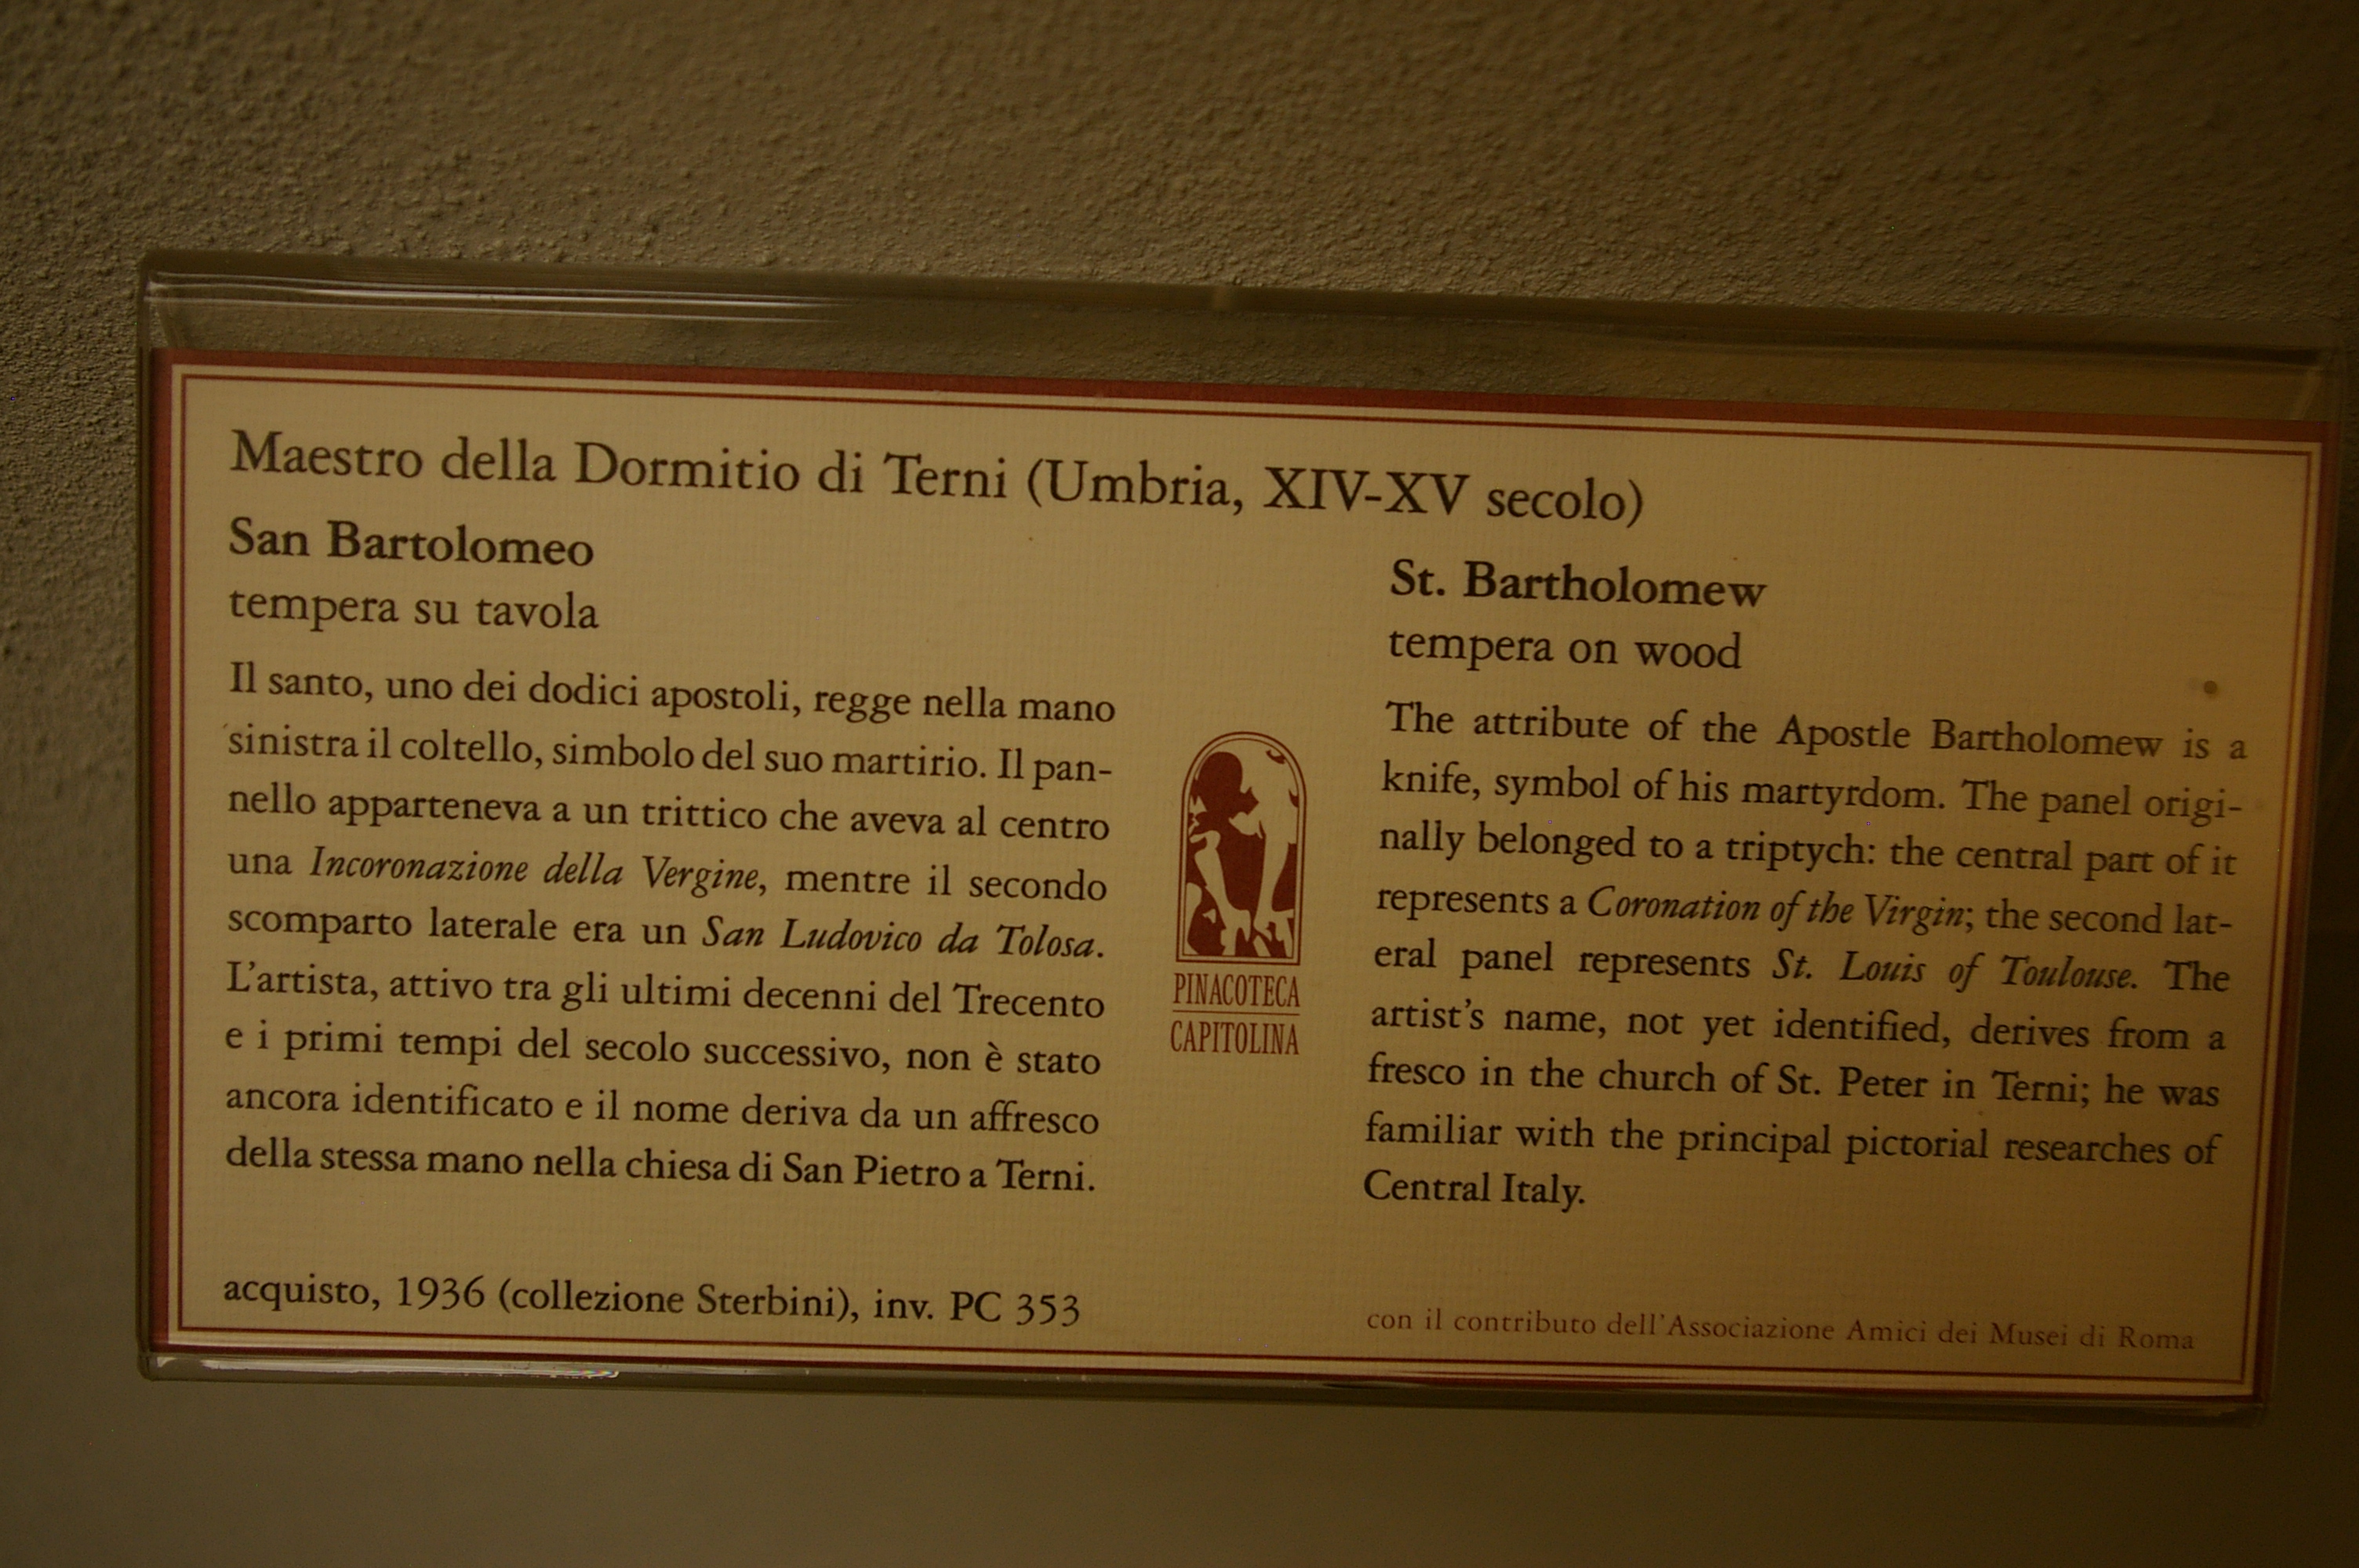 Maestro della Dormitio di Terni (Umbria, XIV-XV secolo)
San Bartolomeo
tempera su tavola
Il santo, uno dei dodici apostoli, regge nella mano
sinistra il coltello, simbolo del suo martirio. Il pan-
nello apparteneva a un trittico che aveva al centro
una Incoronazione della Vergine, mentre il secondo
scomparto laterale era un San Ludovico da Tolosa.
L'artista, attivo tra gli ultimi decenni del Trecento
e i primi tempi del secolo successivo, non è stato
ancora identificato e il nome deriva da un affresco
della stessa mano nella chiesa di San Pietro a Terni.
acquisto, 1936 (collezione Sterbini), inv. PC 353
PINACOTECA
CAPITOLINA
St. Bartholomew
tempera on wood
The attribute of the Apostle Bartholomew is a
knife, symbol of his martyrdom. The panel origi-
nally belonged to a triptych: the central part of it
represents a Coronation of the Virgin; the second lat-
eral panel represents St. Louis of Toulouse. The
artist's name, not yet identified, derives from a
fresco in the church of St. Peter in Terni; he was
familiar with the principal pictorial researches of
Central Italy.
con il contributo dell'Associazione Amici dei Musei di Roma